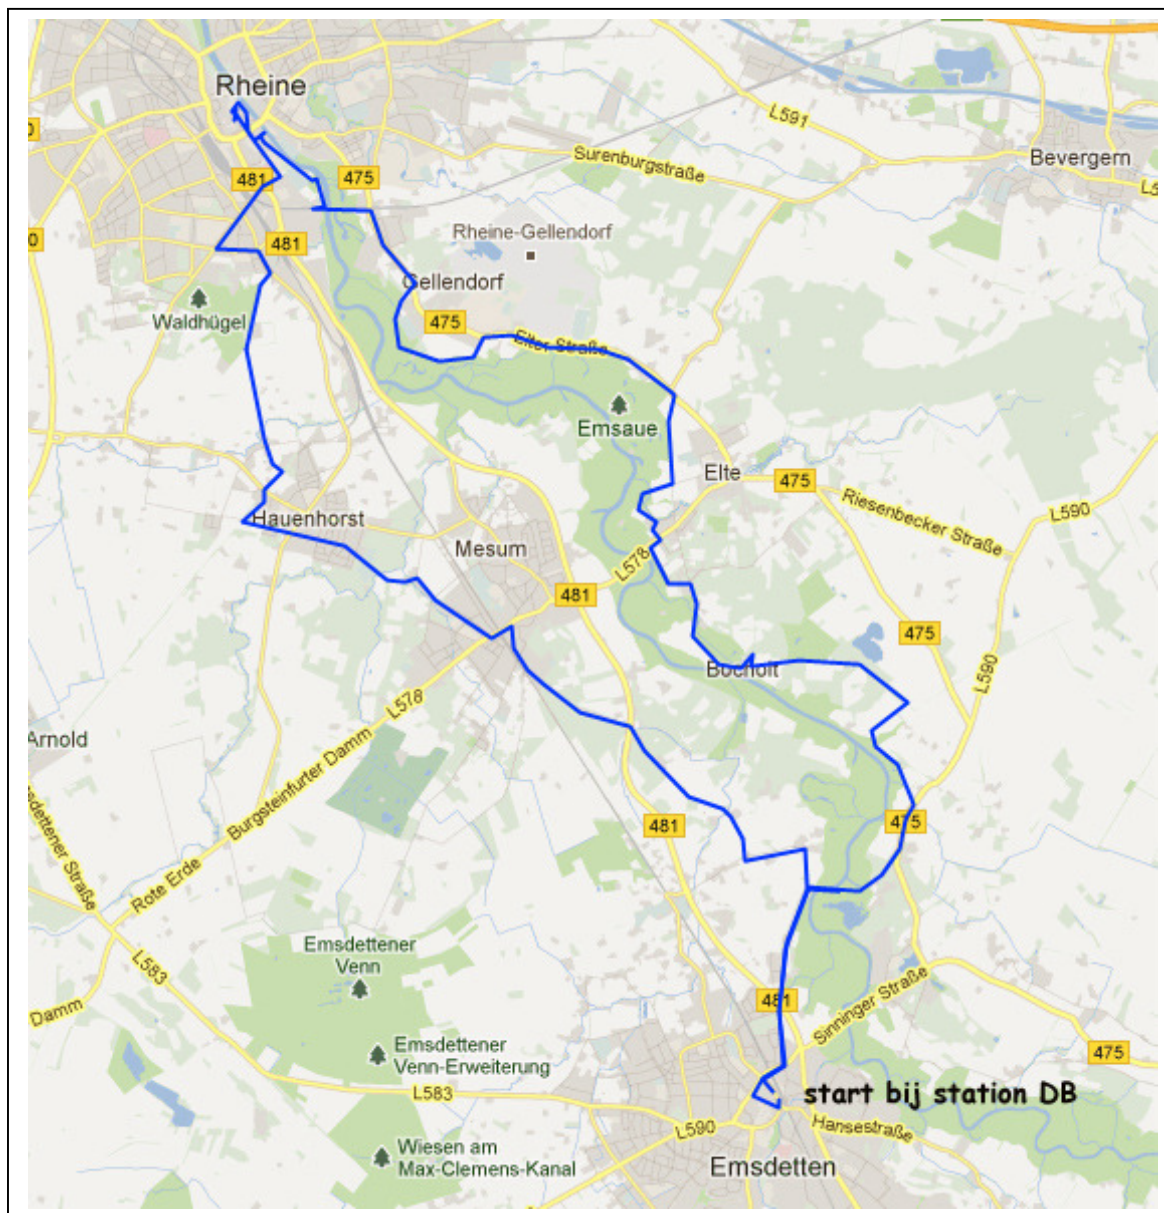 Rheine
L591
Bevergern
Surenburgstraße
481
475
L5
0
481
Rheine-Gellendorf
Gellendorf
Waldhügel
475
Elter Straße
Emsaue
Elte
475
Riesenbecker Straße
L590
Hauenhorst
Mesum
L578
481
475
Bocholt
L590
L578
Arnold
Burgsteinfurter Damm
481
475
sdettener Straße
Rote Erde
Emsdettener
Venn
L583
Damm
481
Sinninger Straße
Emsdettener
Venn-Erweiterung
475
L583
start bij station DB
L590
Hansestraße
Wiesen am
Max-Clemens-Kanal
Emsdetten